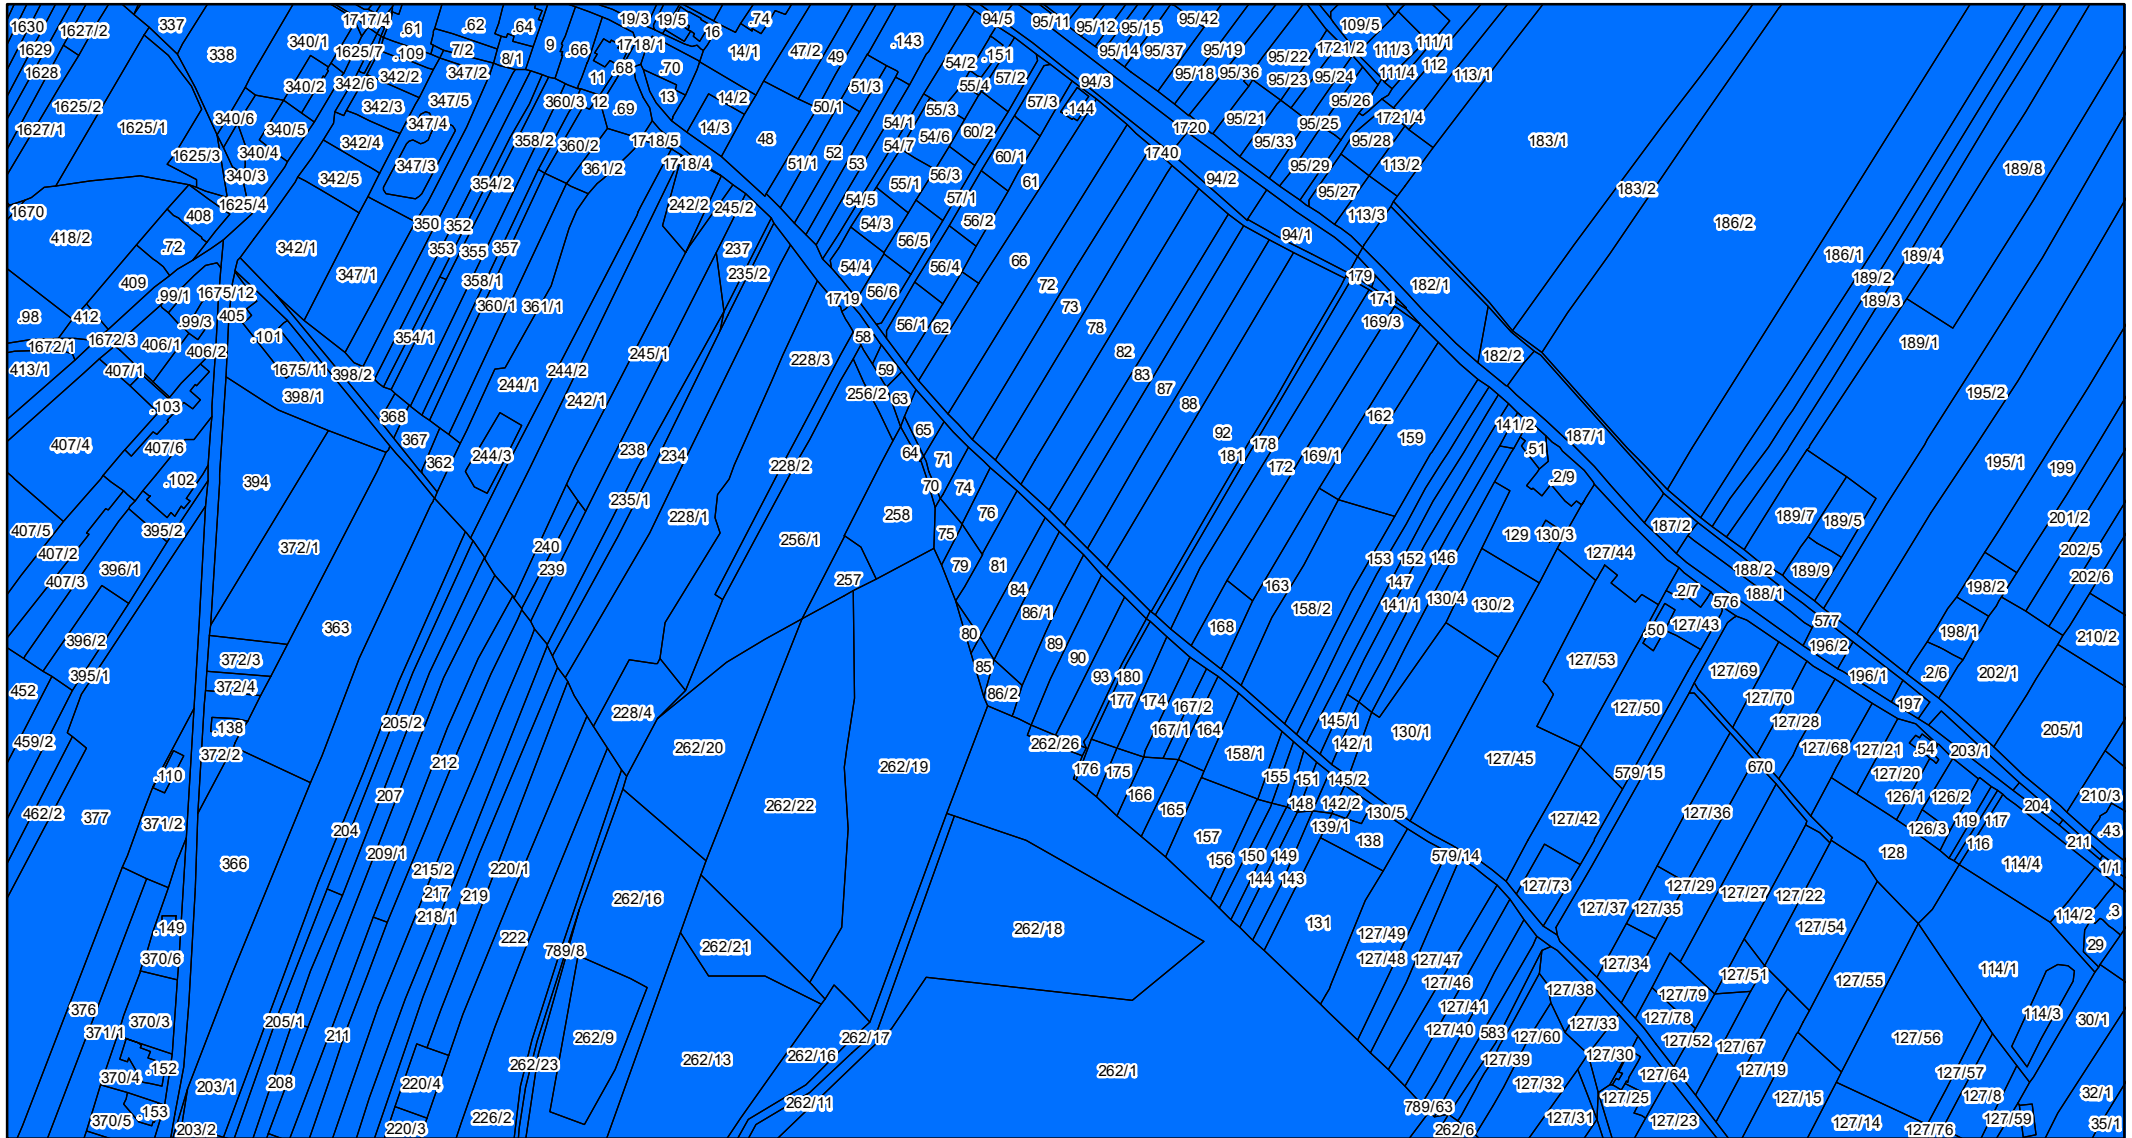 1630 1627/2 337 1717/4 .61 .62 .64 19/3 19/5 16 .74 94/5 95/11 95/12 95/15 95/42 109/5
1629 338 340/1 1625/7 .109 7/2 8/1 9 .66 1718/1 14/1 47/2 49 .143 95/14 95/37 95/19 95/22 1721/2 111/3 111/1
1628 340/2 342/6 342/2 347/2 11 .68 .70 51/3 54/2 .151 55/4 57/2 94/3 95/18 95/36 95/23 95/24 111/4 112 113/1
1625/2 342/3 347/5 360/3 12 .69 13 14/2 50/1 55/3 57/3 .144 95/26
1627/1 1625/1 340/6 340/5 342/4 347/4 358/2 360/2 1718/5 14/3 48 54/1 54/7 54/6 60/2 1720 95/21 95/33 95/25 95/28 1721/4 183/1
1625/3 340/4 340/3 342/5 347/3 354/2 361/2 1718/4 51/1 52 53 55/1 56/3 60/1 61 1740 94/2 95/29 113/2 95/27 183/2 189/8
1670 408 1625/4 350 352 242/2 245/2 54/5 54/3 57/1 56/2 113/3 186/2
418/2 .72 342/1 353 355 357 237 56/5 94/1 186/1 189/4
409 .99/1 1675/12 347/1 358/1 235/2 54/4 56/4 66 72 179 182/1 189/2 189/3
.98 412 .99/3 405 360/1 361/1 1719 56/6 73 171
1672/1 1672/3 406/1 406/2 .101 354/1 245/1 58 56/1 62 78 169/3 189/1
413/1 407/1 1675/11 398/2 244/1 244/2 228/3 59 82 83 182/2
.103 398/1 368 242/1 256/2 63 87 88 162 195/2
407/4 407/6 367 362 244/3 238 234 228/2 65 64 71 92 181 178 172 169/1 159 141/2 .51 187/1
.102 394 235/1 228/1 70 74 .2/9 195/1 199
407/5 395/2 372/1 240 256/1 258 75 76 129 130/3 187/2 189/7 189/5 201/2
407/2 407/3 396/1 239 257 79 81 153 152 146 127/44 188/2 189/9 202/5 202/6
396/2 363 84 86/1 163 158/2 147 141/1 130/4 130/2 .2/7 576 188/1 198/2
395/1 372/3 80 89 168 .50 127/43 577 198/1 210/2
452 372/4 85 86/2 90 93 180 127/53 127/69 196/2 196/1 .2/6 202/1
459/2 .138 205/2 228/4 177 174 167/2 145/1 130/1 127/50 127/70 127/28 197
372/2 262/20 262/26 167/1 164 142/1 127/68 127/21 .54 203/1 205/1
.110 212 262/19 176 175 158/1 155 151 145/2 127/45 579/15 670 127/20
462/2 377 371/2 207 262/22 166 165 148 142/2 130/5 127/42 127/36 126/1 126/2 204 210/3
366 204 209/1 157 139/1 138 126/3 119 117 116 211 .43
215/2 217 220/1 156 150 149 579/14 128 114/4 1/1
218/1 219 262/16 144 143 127/73 127/29 127/27 127/22
.149 222 262/18 131 127/37 127/35 127/54 114/2 .3
370/6 789/8 262/21 127/49 127/48 127/47 127/34 127/51 114/1 29
376 127/46 127/38 127/79 127/55
371/1 370/3 205/1 211 262/9 262/17 127/41 127/40 583 127/60 127/33 127/78 127/52 127/56 114/3 30/1
370/4 .152 262/23 262/13 262/16 262/1 127/39 127/30 127/67
203/1 208 220/4 127/32 127/64 127/19 127/57
370/5 .153 226/2 262/11 789/63 127/31 127/25 127/15 127/8 32/1
203/2 220/3 262/6 127/23 127/14 127/76 127/59 35/1